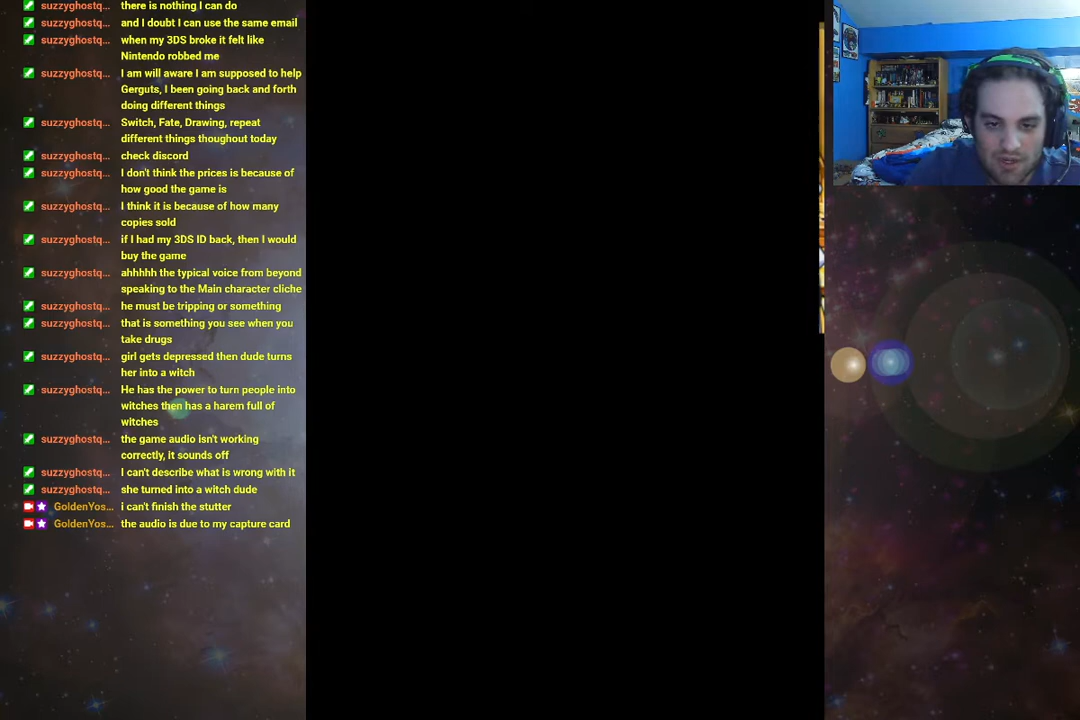 suzzyghostq... there is nothing I can do
suzzyghostq... and I doubt I can use the same email
suzzyghostq... when my 3DS broke it felt like
Nintendo robbed me
suzzyghostq... I am will aware I am supposed to help
Gerguts, I been going back and forth
doing different things
suzzyghostq... Switch, Fate, Drawing, repeat
different things thoughout today
suzzyghostq... check discord
suzzyghostq... I don't think the prices is because of
how good the game is
suzzyghostq... I think it is because of how many
copies sold
suzzyghostq... if I had my 3DS ID back, then I would
buy the game
suzzyghostq... ahhhhh the typical voice from beyond
speaking to the Main character cliche
suzzyghostq... he must be tripping or something
suzzyghostq... that is something you see when you
take drugs
suzzyghostq... girl gets depressed then dude turns
her into a witch
suzzyghostq... He has the power to turn people into
witches then has a harem full of
witches
suzzyghostq... the game audio isn't working
correctly, it sounds off
suzzyghostq... I can't describe what is wrong with it
suzzyghostq... she turned into a witch dude
GoldenYos... i can't finish the stutter
GoldenYos... the audio is due to my capture card